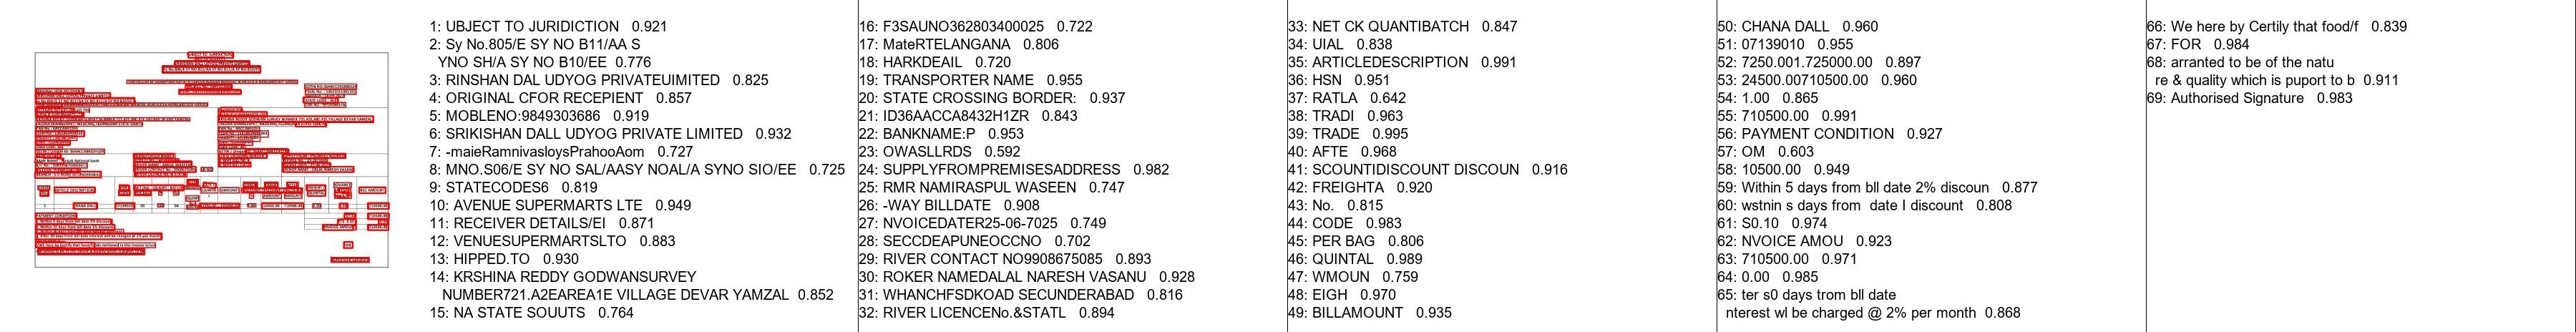 1: UBJECT TO JURIDICTION 0.921
2: Sy No.805/E SY NO B11/AA S
YNO SH/A SY NO B10/EE 0.776
3: RINSHAN DAL UDYOG PRIVATEUIMITED 0.825
4: ORIGINAL CFOR RECEPIENT 0.857
5: MOBLENO:9849303686 0.919
6: SRIKISHAN DALL UDYOG PRIVATE LIMITED 0.932
7: -maieRamnivasloysPrahooAom 0.727
8: MNO.S06/E SY NO SAL/AASY NOAL/A SYNO SIO/EE 0.725
9: STATECODES6 0.819
10: AVENUE SUPERMARTS LTE 0.949
11: RECEIVER DETAILS/EI 0.871
12: VENUESUPERMARTSLTO 0.883
13: HIPPED.TO 0.930
14: KRSHINA REDDY GODWANSURVEY
NUMBER721.A2EAREA1E VILLAGE DEVAR YAMZAL 0.852
15: NA STATE SOUUTS 0.764
16: F3SAUNO362803400025 0.722
17: MateRTELANGANA 0.806
18: HARKDEAIL 0.720
19: TRANSPORTER NAME 0.955
20: STATE CROSSING BORDER: 0.937
21: ID36AACCA8432H1ZR 0.843
22: BANKNAME:P 0.953
23: OWASLLRDS 0.592
24: SUPPLYFROMPREMISESADDRESS 0.982
25: RMR NAMIRASPUL WASEEN 0.747
26: -WAY BILLDATE 0.908
27: NVOICEDATER25-06-7025 0.749
28: SECCDEAPUNEOCCNO 0.702
29: RIVER CONTACT NO9908675085 0.893
30: ROKER NAMEDALAL NARESH VASANU 0.928
31: WHANCHFSDKOAD SECUNDERABAD 0.816
32: RIVER LICENCENo.&STATL 0.894
33: NET CK QUANTIBATCH 0.847
34: UIAL 0.838
35: ARTICLEDESCRIPTION 0.991
36: HSN 0.951
37: RATLA 0.642
38: TRADI 0.963
39: TRADE 0.995
40: AFTE 0.968
41: SCOUNTIDISCOUNT DISCOUN 0.916
42: FREIGHTA 0.920
43: No. 0.815
44: CODE 0.983
45: PER BAG 0.806
46: QUINTAL 0.989
47: WMOUN 0.759
48: EIGH 0.970
49: BILLAMOUNT 0.935
50: CHANA DALL 0.960
51: 07139010 0.955
52: 7250.001.725000.00 0.897
53: 24500.00710500.00 0.960
54: 1.00 0.865
55: 710500.00 0.991
56: PAYMENT CONDITION 0.927
57: OM 0.603
58: 10500.00 0.949
59: Within 5 days from bll date 2% discoun 0.877
60: wstnin s days from date I discount 0.808
61: S0.10 0.974
62: NVOICE AMOU 0.923
63: 710500.00 0.971
64: 0.00 0.985
65: ter s0 days trom bll date
nterest wl be charged @ 2% per month 0.868
66: We here by Certily that food/f 0.839
67: FOR 0.984
68: arranted to be of the natu
re & quality which is puport to b 0.911
69: Authorised Signature 0.983